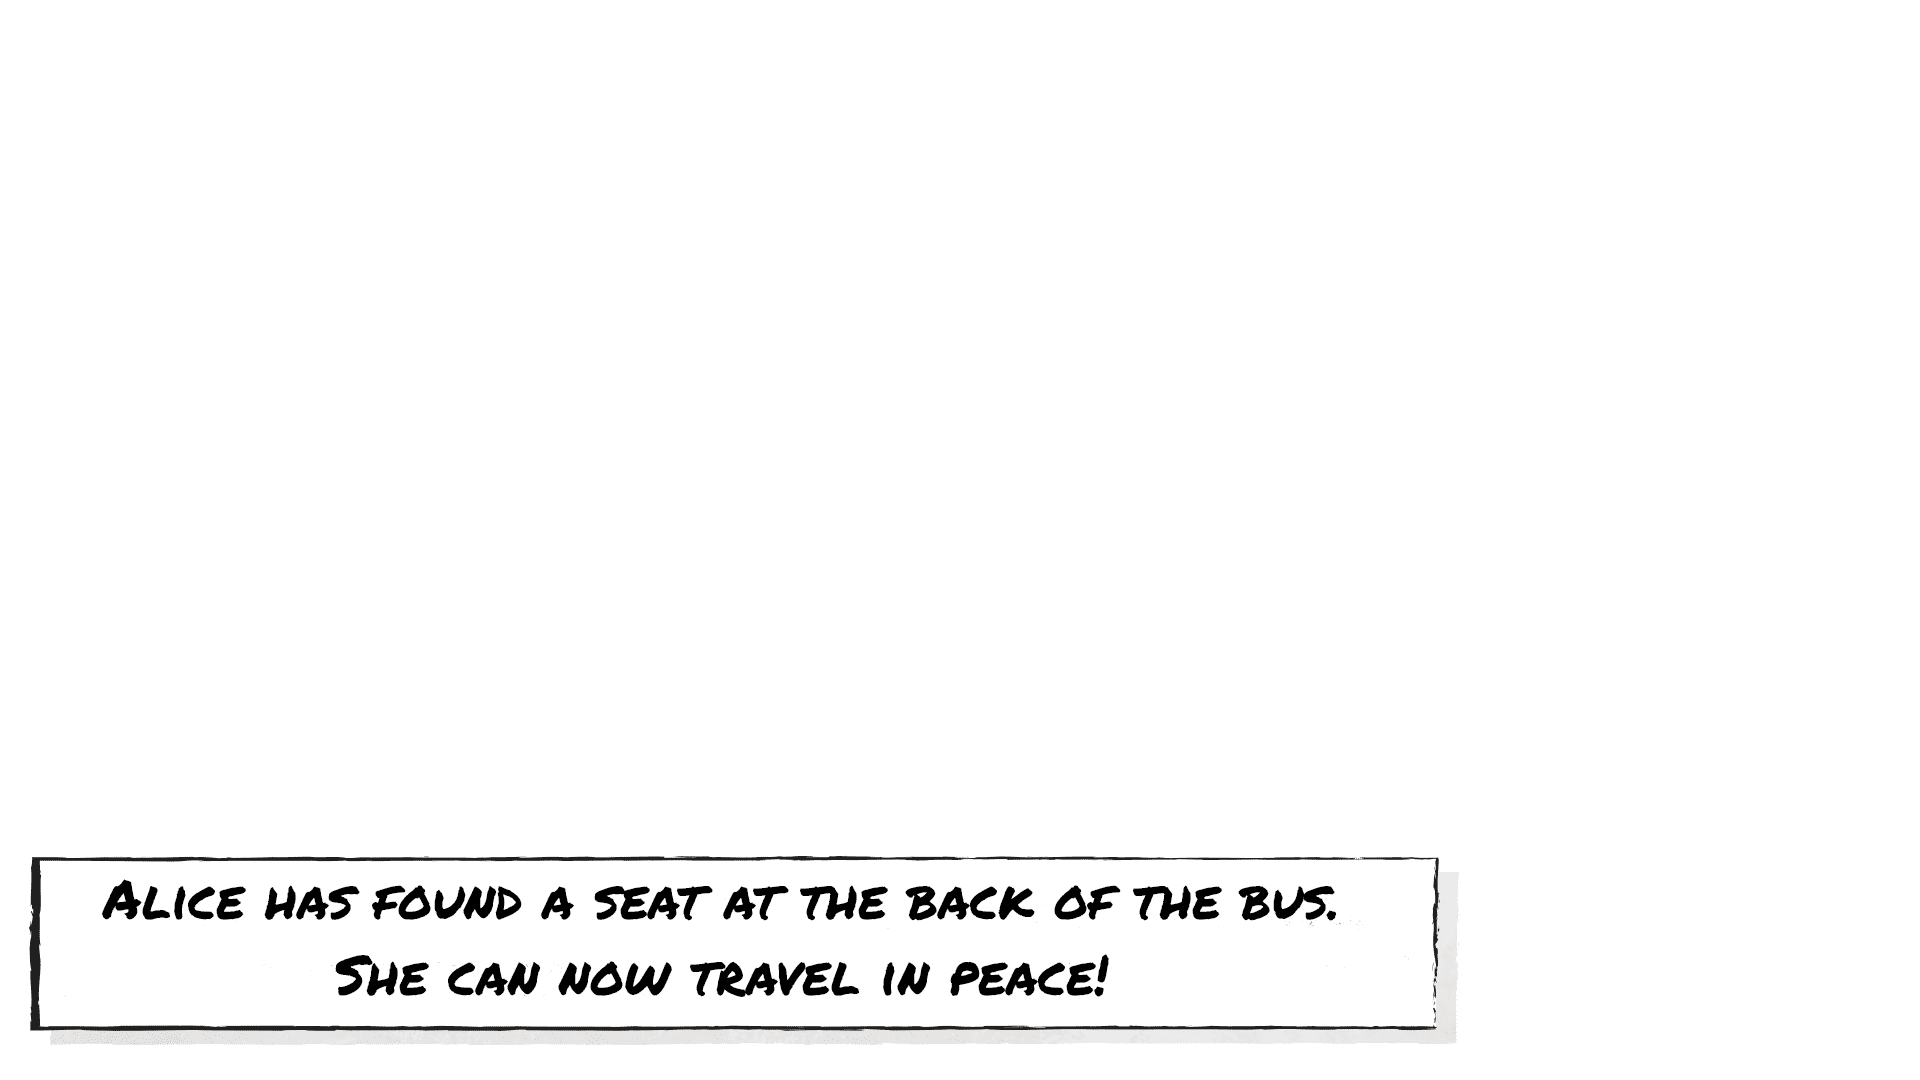 Alice has found a seat at the back of the bus.
She can now travel in peace!